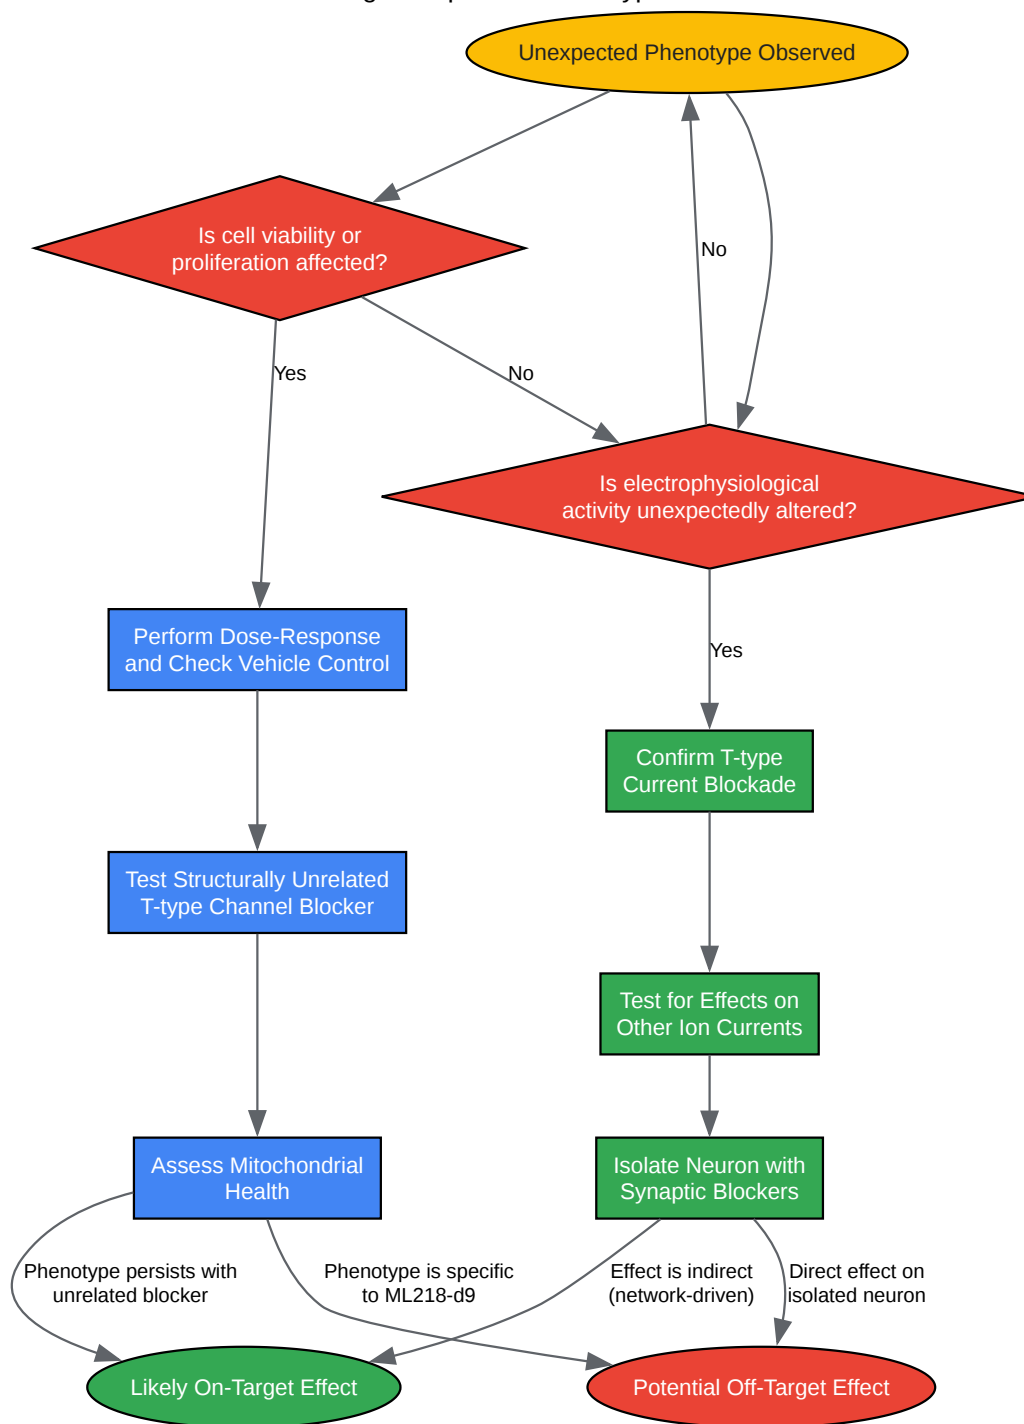 Unexpected Phenotype Observed
Is cell viability or
proliferation affected?
No
Yes
No
Is electrophysiological
activity unexpectedly altered?
Perform Dose-Response
and Check Vehicle Control
Yes
Confirm T-type
Current Blockade
Test Structurally Unrelated
T-type Channel Blocker
Test for Effects on
Other Ion Currents
Assess Mitochondrial
Health
Isolate Neuron with
Synaptic Blockers
Phenotype persists with
unrelated blocker
Phenotype is specific
to ML218-d9
Effect is indirect
(network-driven)
Direct effect on
isolated neuron
Likely On-Target Effect
Potential Off-Target Effect